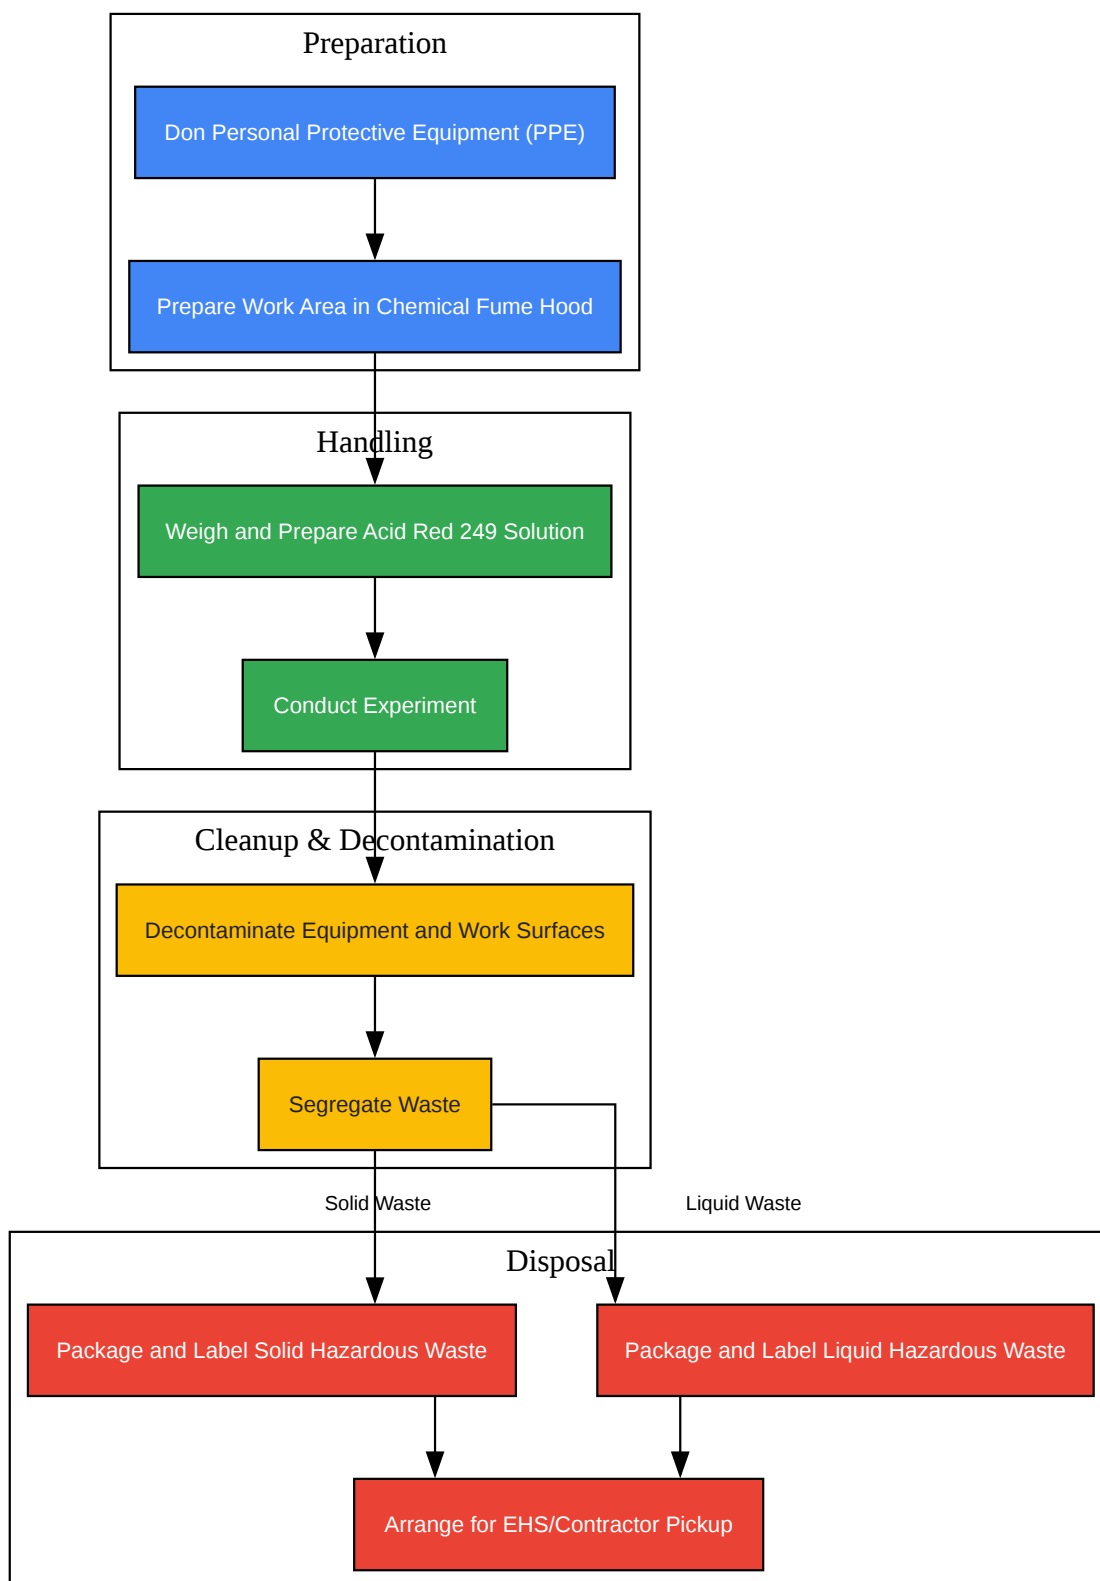 Preparation
Don Personal Protective Equipment (PPE)
Prepare Work Area in Chemical Fume Hood
Handling
Weigh and Prepare Acid Red 249 Solution
Conduct Experiment
Cleanup & Decontamination
Decontaminate Equipment and Work Surfaces
Segregate Waste
Solid Waste
Liquid Waste
Disposal
Package and Label Solid Hazardous Waste
Package and Label Liquid Hazardous Waste
Arrange for EHS/Contractor Pickup